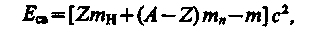 E_св = [Zm_H + (A − Z) m_n − m] c²,